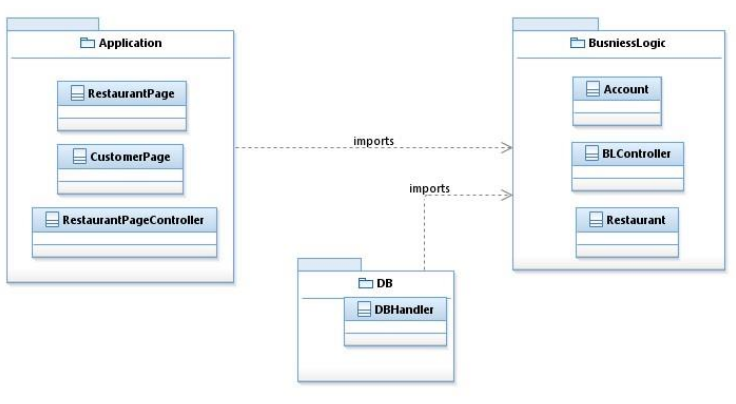 Application
RestaurantPage
CustomerPage
RestaurantPageController
imports
imports
BusniessLogic
Account
BLController
Restaurant
DB
DBHandler